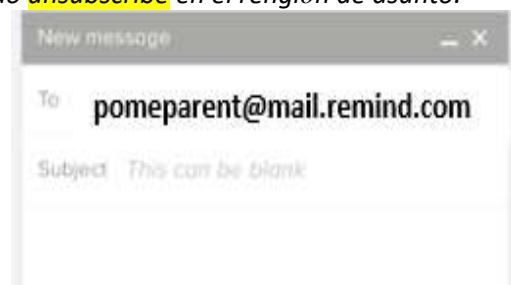 unsubscribe en el renglón de asunto.
New message
To pomeparent@mail.remind.com
Subject This can be blank